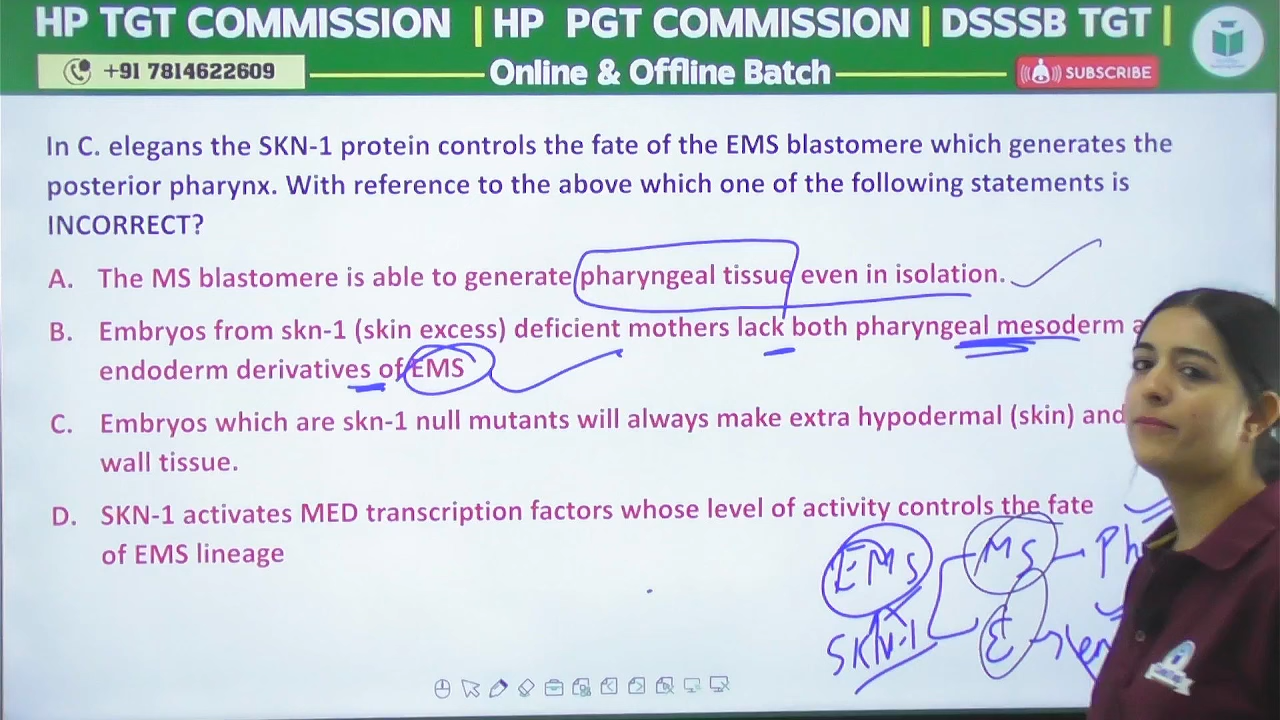 HP TGT COMMISSION | HP PGT COMMISSION | DSSSB TGT |
+91 7814622609 Online & Offline Batch SUBSCRIBE
In C. elegans the SKN-1 protein controls the fate of the EMS blastomere which generates the
posterior pharynx. With reference to the above which one of the following statements is
INCORRECT?
A. The MS blastomere is able to generate pharyngeal tissue even in isolation.
B. Embryos from skn-1 (skin excess) deficient mothers lack both pharyngeal mesoderm
endoderm derivatives of EMS
C. Embryos which are skn-1 null mutants will always make extra hypodermal (skin) and
wall tissue.
D. SKN-1 activates MED transcription factors whose level of activity controls the fate
of EMS lineage
EMS MS Ph
SKN-1 E